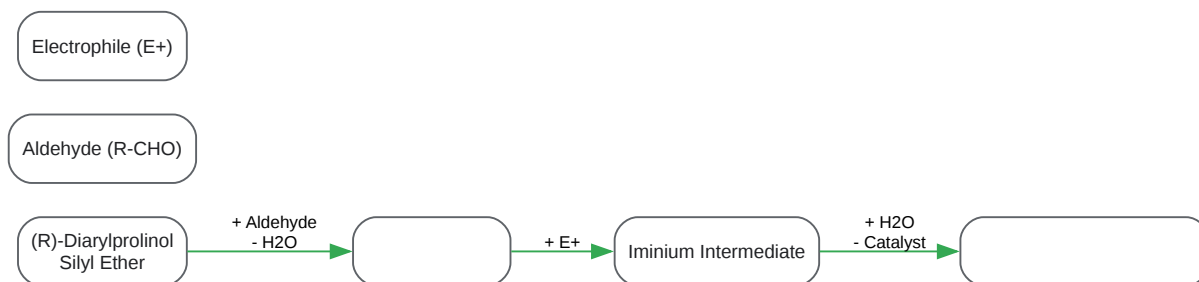 Electrophile (E+)
Aldehyde (R-CHO)
(R)-Diarylprolinol
Silyl Ether
+ Aldehyde
- H2O
+ E+
Iminium Intermediate
+ H2O
- Catalyst